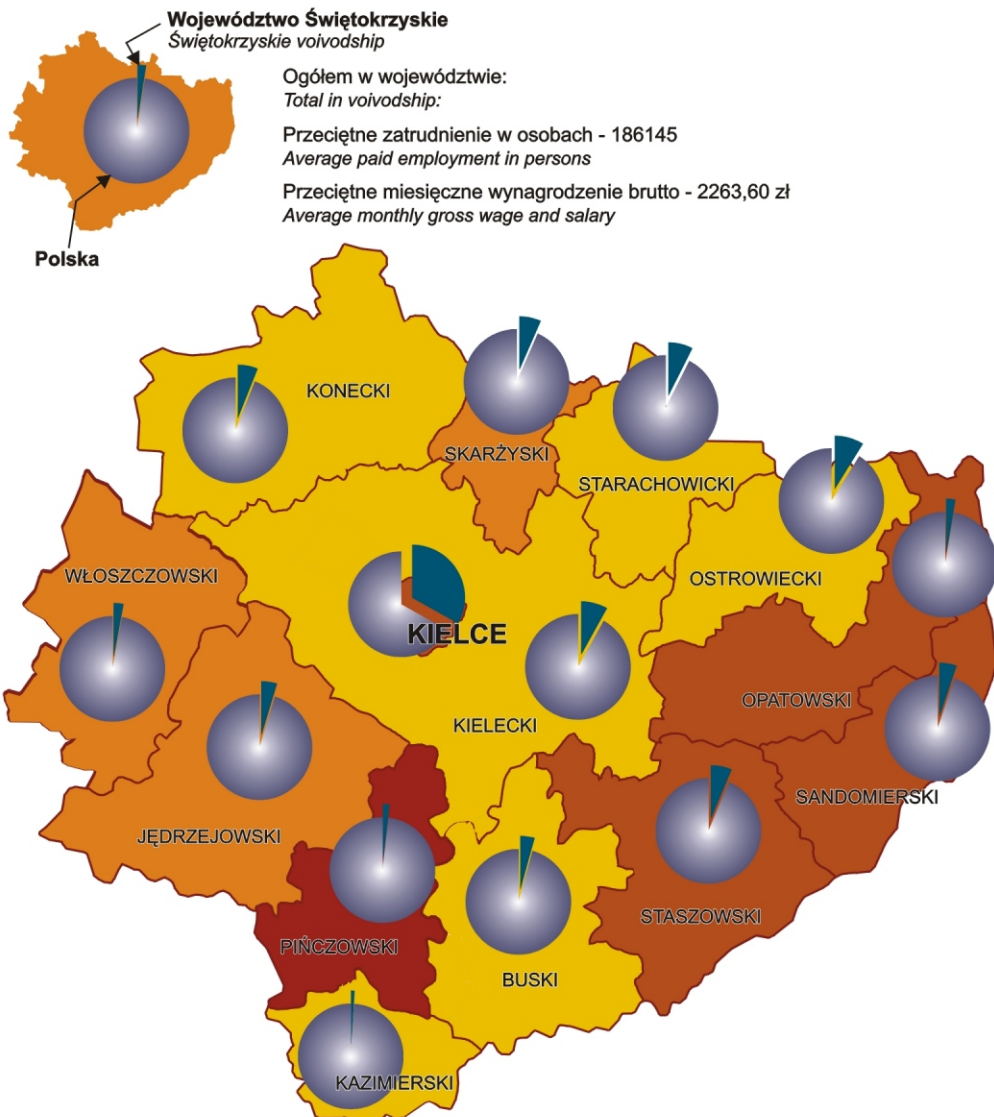 Województwo Świętokrzyskie
Świętokrzyskie voivodship
Ogółem w województwie:
Total in voivodship:
Przeciętne zatrudnienie w osobach - 186145
Average paid employment in persons
Przeciętne miesięczne wynagrodzenie brutto - 2263,60 zł
Average monthly gross wage and salary
Polska
KONECKI
SKARŻYSKI
STARACHOWICKI
WŁOSZCZOWSKI
OSTROWIECKI
KIELCE
OPATOWSKI
KIELECKI
SANDOMIERSKI
JĘDRZEJOWSKI
STASZOWSKI
PIŃCZOWSKI
BUSKI
KAZIMIERSKI